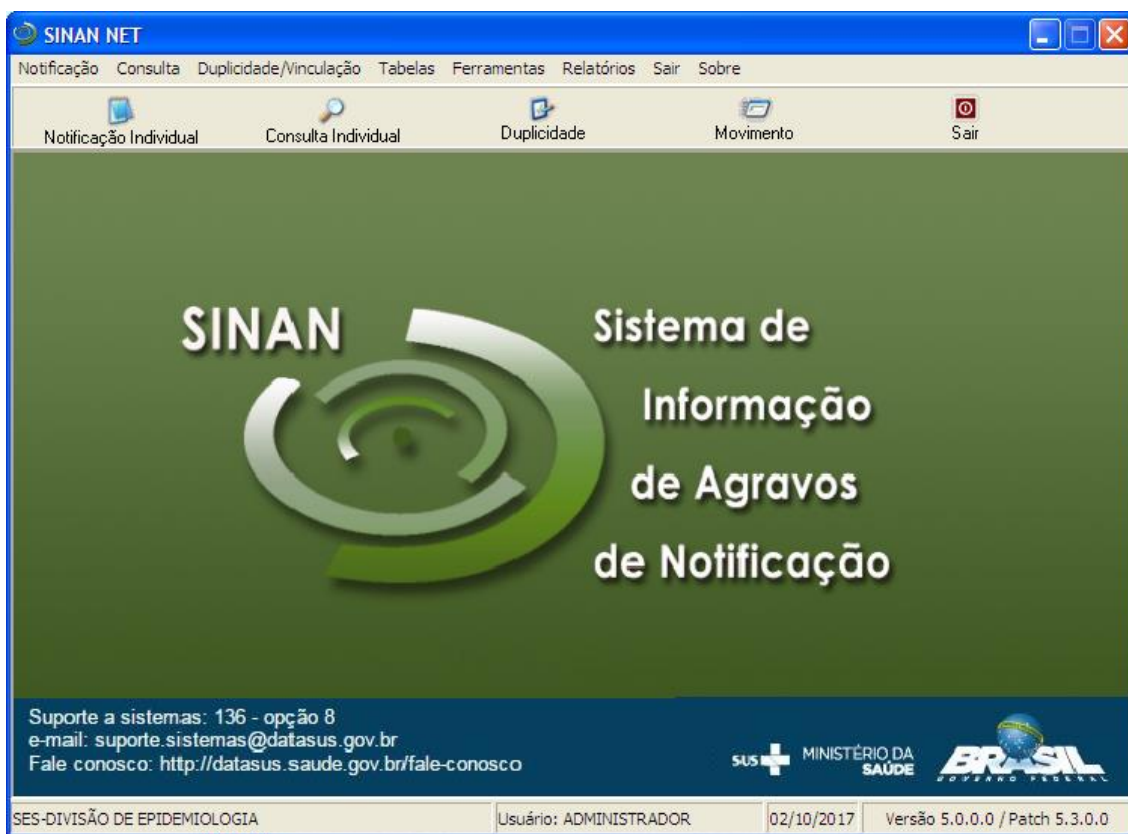 SINAN NET
Notificação Consulta Duplicidade/Vinculação Tabelas Ferramentas Relatórios Sair Sobre
Notificação Individual Consulta Individual Duplicidade Movimento Sair
SINAN
Sistema de
Informação
de Agravos
de Notificação
Suporte a sistemas: 136 - opção 8
e-mail: suporte.sistemas@datasus.gov.br
Fale conosco: http://datasus.saude.gov.br/fale-conosco
SUS MINISTÉRIO DA
SAÚDE
BRASIL
GOVERNO FEDERAL
SES-DIVISÃO DE EPIDEMIOLOGIA Usuário: ADMINISTRADOR 02/10/2017 Versão 5.0.0.0 / Patch 5.3.0.0